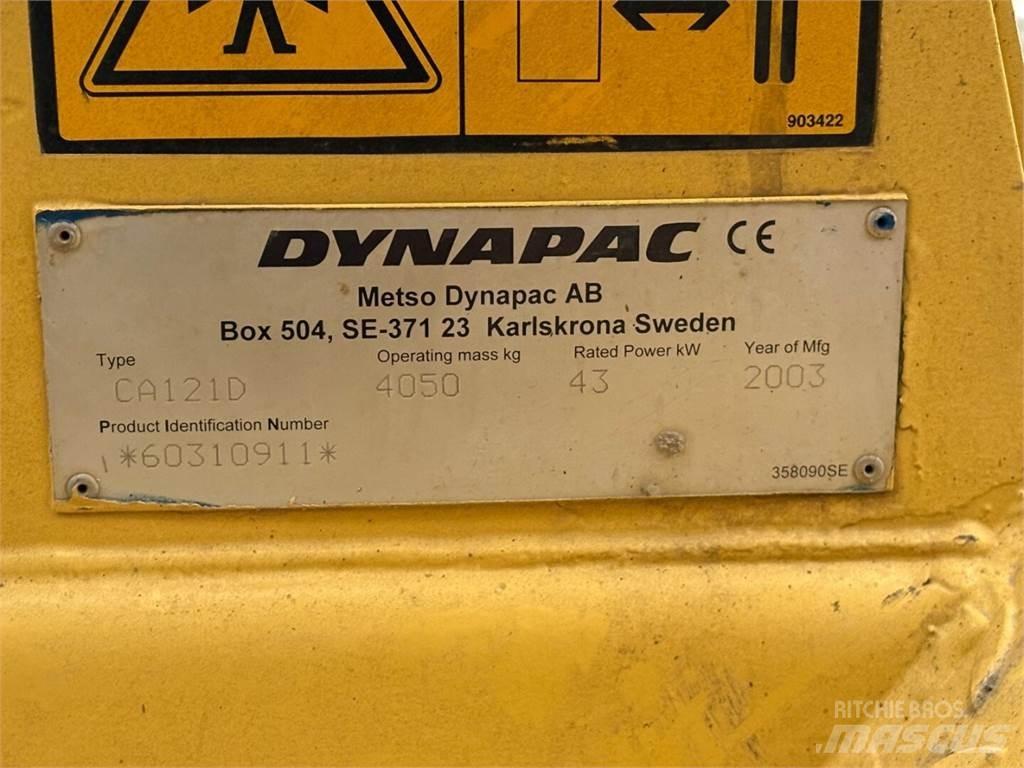 903422
DYNAPAC CE
Metso Dynapac AB
Box 504, SE-371 23 Karlskrona Sweden
Type Operating mass kg Rated Power kW Year of Mfg
CA121D 4050 43 2003
Product Identification Number
*60310911*
358090SE
RITCHIE BROS.
MASCUS